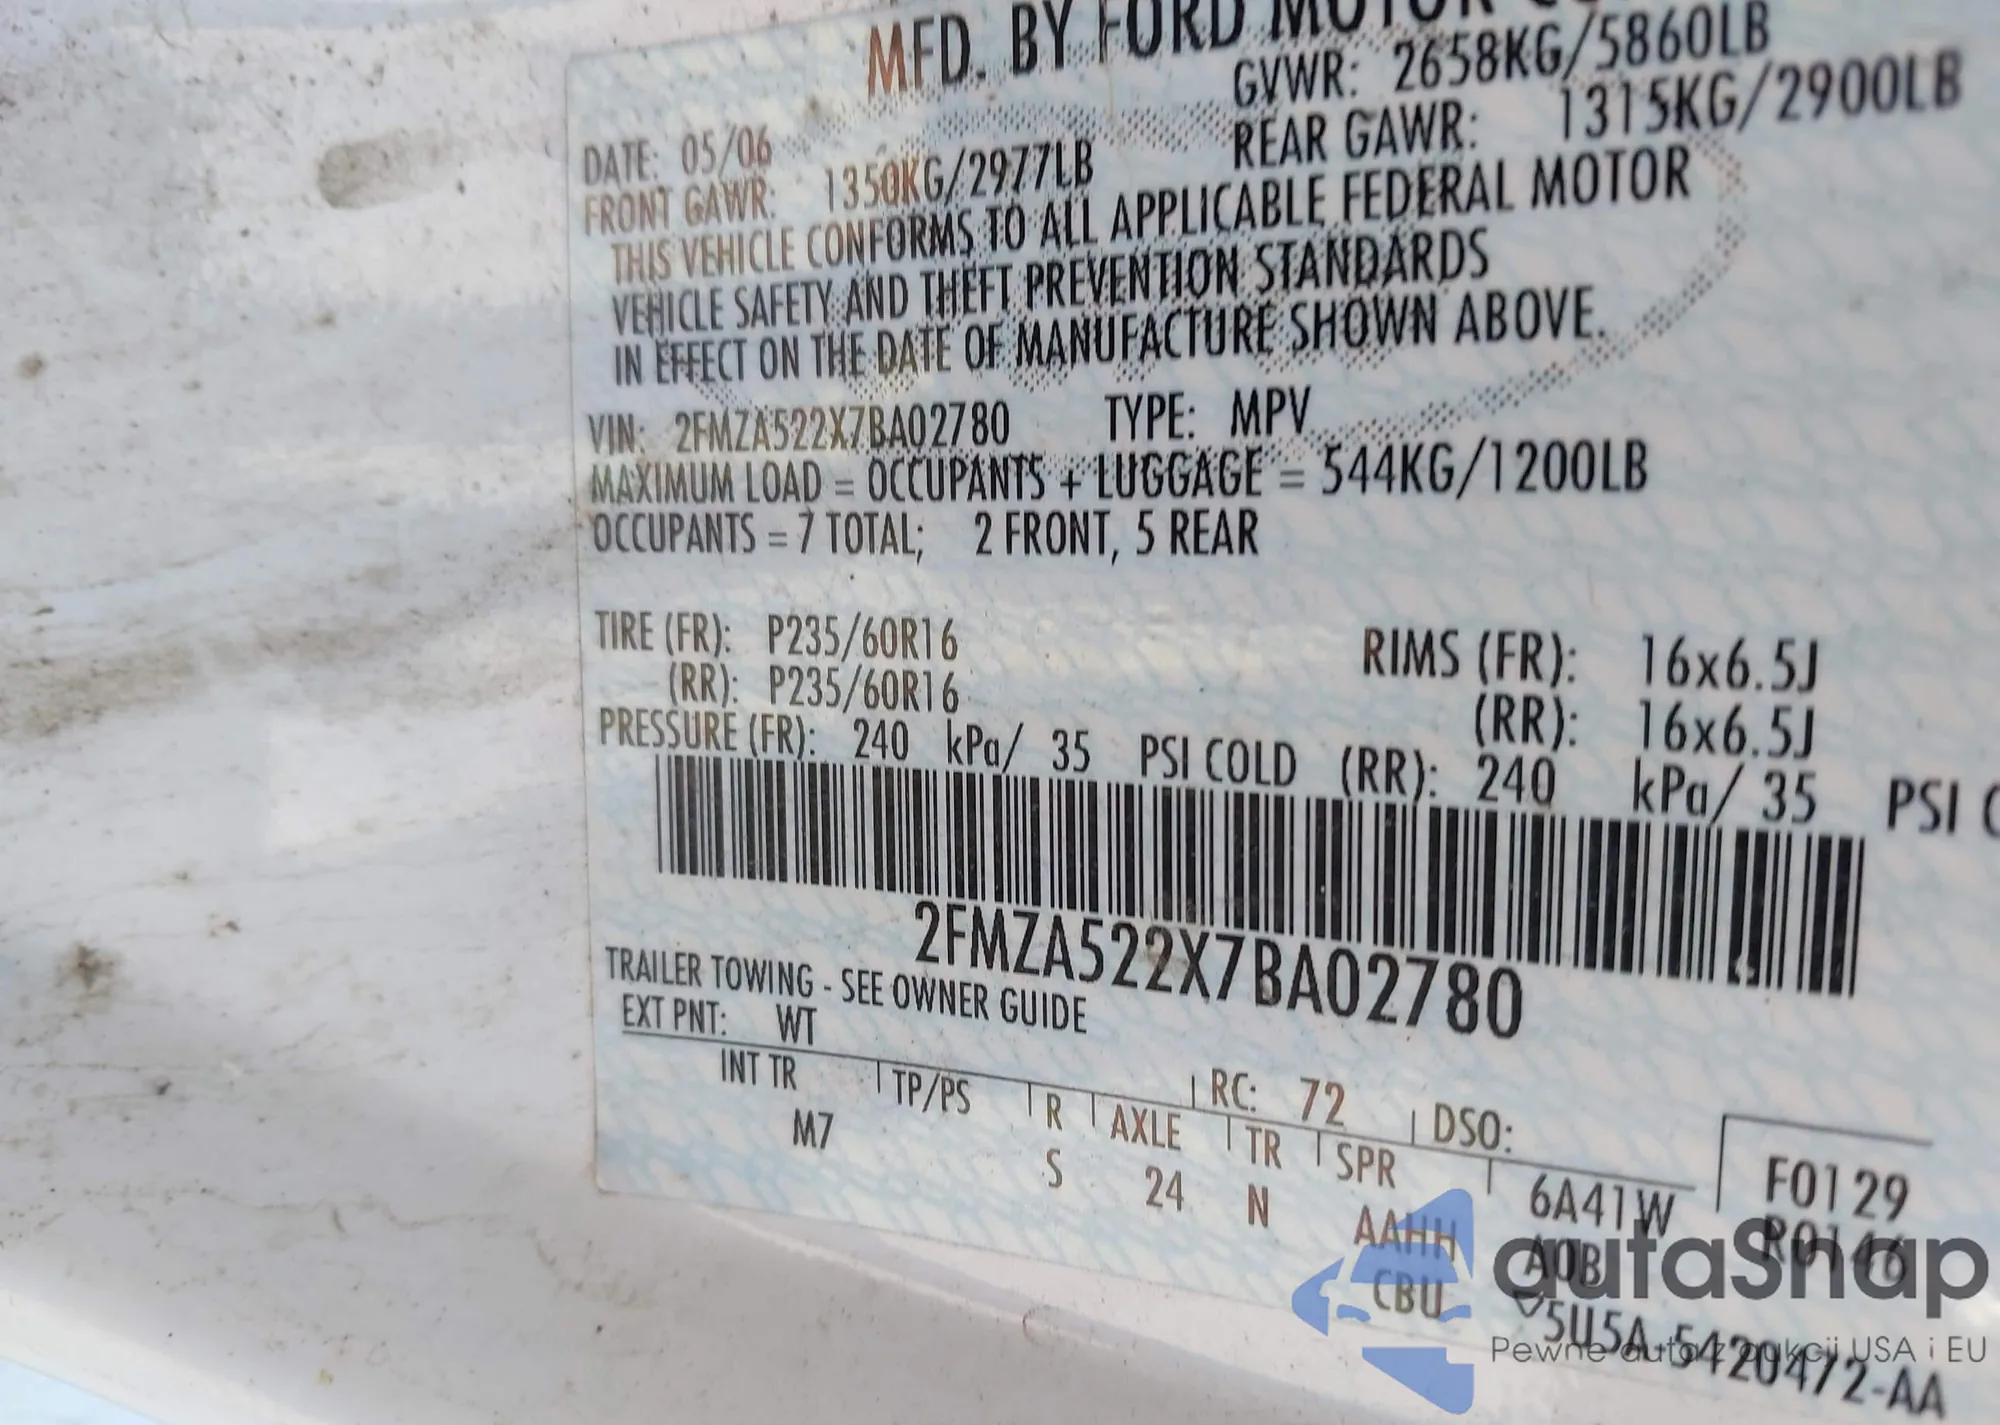 MFD. BY FORD MOTOR CO
GVWR: 2658KG/5860LB
DATE: 05/06
REAR GAWR: 1315KG/2900LB
FRONT GAWR: 1350KG/2977LB
THIS VEHICLE CONFORMS TO ALL APPLICABLE FEDERAL MOTOR
VEHICLE SAFETY AND THEFT PREVENTION STANDARDS
IN EFFECT ON THE DATE OF MANUFACTURE SHOWN ABOVE.
VIN: 2FMZA522X7BA02780 TYPE: MPV
MAXIMUM LOAD = OCCUPANTS + LUGGAGE = 544KG/1200LB
OCCUPANTS = 7 TOTAL; 2 FRONT, 5 REAR
TIRE (FR): P235/60R16 RIMS (FR): 16x6.5J
(RR): P235/60R16 (RR): 16x6.5J
PRESSURE (FR): 240 kPa/ 35 PSI COLD (RR): 240 kPa/ 35 PSI C
2FMZA522X7BA02780
TRAILER TOWING - SEE OWNER GUIDE
EXT PNT: WT RC: 72 DSO:
INT TR TP/PS R AXLE TR SPR
M7 S 24 N AAHH 6A41W F0129
CBU A0B R0146
5U5A-5420472-AA
autaSnap
Pewne auta z aukcji USA i EU